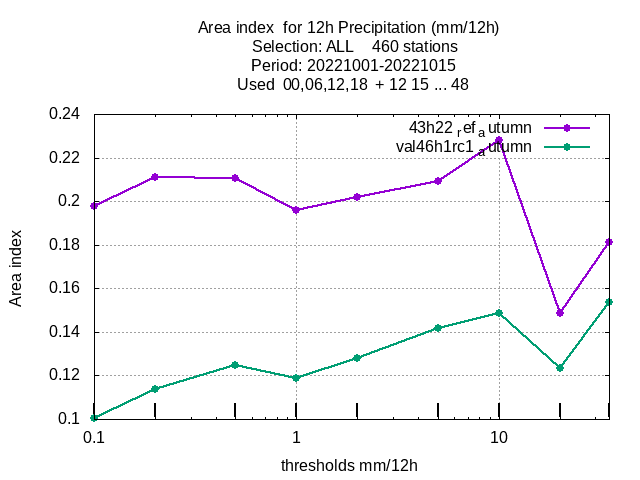 Area index  for 12h Precipitation (mm/12h)
Selection: ALL    460 stations
Period: 20221001-20221015
Used  00,06,12,18  + 12 15 ... 48
0.24
0.22
0.2
0.18
0.16
0.14
0.12
0.1
Area index
43h22_ref_autumn
val46h1rc1_autumn
0.1
1
10
thresholds mm/12h